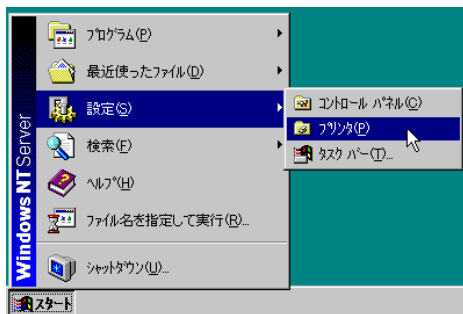 Windows NT Server
ﾌﾟﾛｸﾞﾗﾑ(P)
最近使ったﾌｧｲﾙ(D)
設定(S)
検索(F)
ﾍﾙﾌﾟ(H)
ﾌｧｲﾙ名を指定して実行(R)...
ｼｬｯﾄﾀﾞｳﾝ(U)...
ｺﾝﾄﾛｰﾙ ﾊﾟﾈﾙ(C)
ﾌﾟﾘﾝﾀ(P)
ﾀｽｸ ﾊﾞｰ(T)...
スタート